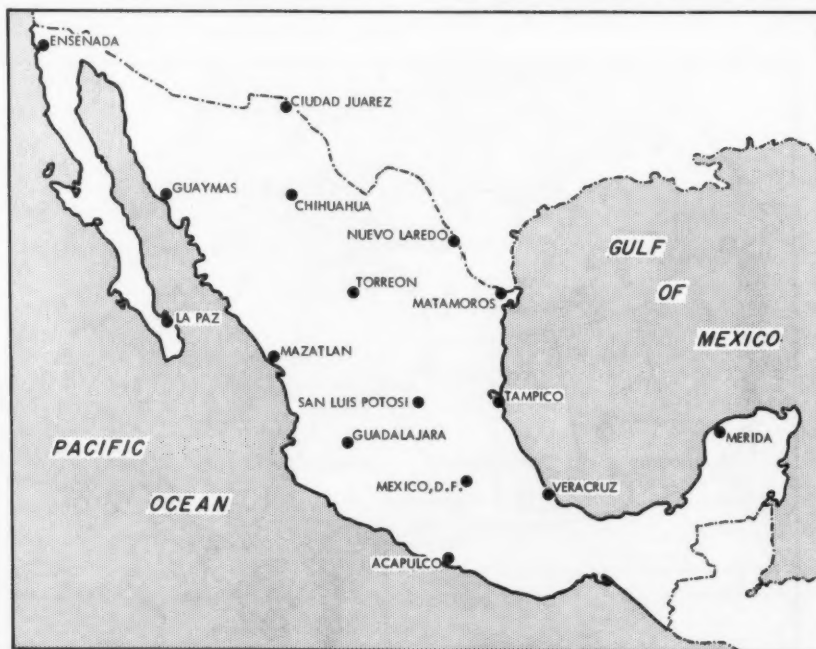 ENSEÑADA
CIUDAD JUAREZ
GUAYMAS
CHIHUAHUA
NUEVO LAREDO
GULF
OF
MEXICO
TORREON
MATAMOROS
LA PAZ
MAZATLAN
SAN LUIS POTOSI
TAMPICO
MERIDA
GUADALAJARA
PACIFIC
OCEAN
MEXICO, D.F.
VERACRUZ
ACAPULCO